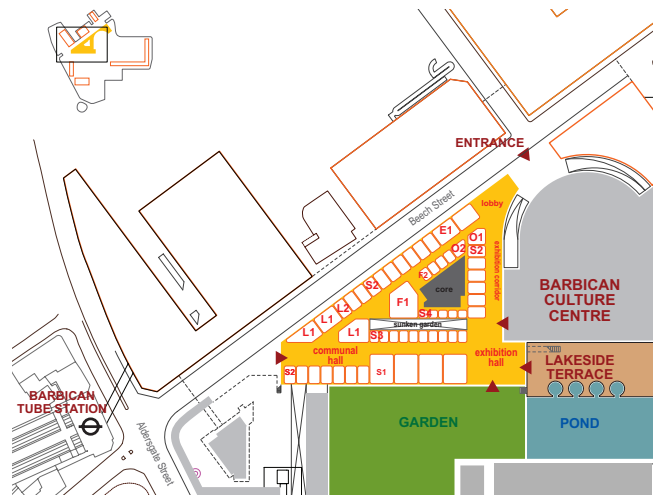 ENTRANCE
lobby
Beech Street
E1
O1
S2
O2
exhibition corridor
F2
S2
core
BARBICAN
CULTURE
CENTRE
L2
F1
L1
S4
sunken garden
L1
L1
S3
communal
hall
exhibition
hall
LAKESIDE
TERRACE
S2
S1
BARBICAN
TUBE STATION
Aldersgate Street
GARDEN
POND